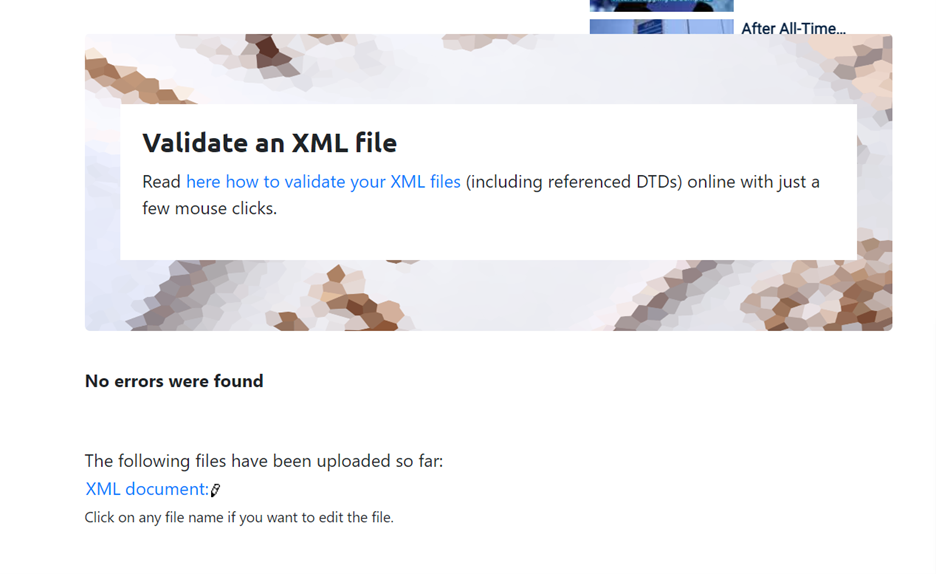 After All-Time...
Validate an XML file
Read here how to validate your XML files (including referenced DTDs) online with just a
few mouse clicks.
No errors were found
The following files have been uploaded so far:
XML document:
Click on any file name if you want to edit the file.